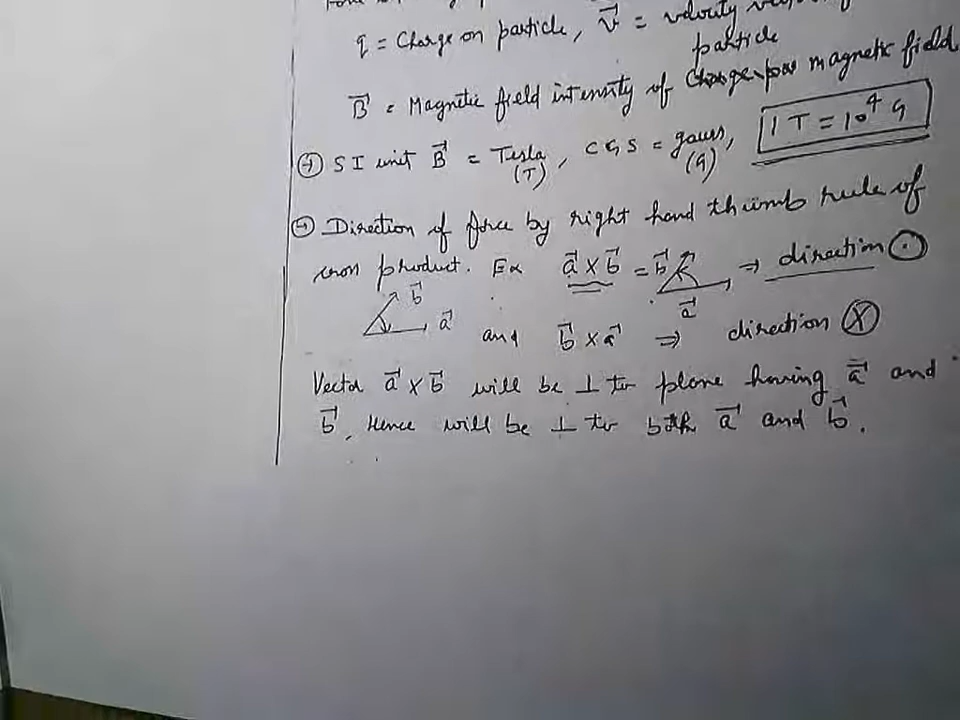 q = Charge on particle, v⃗ = velocity
particle
B⃗ = Magnetic field intensity of magnetic field
→ SI unit B⃗ = Tesla (T), CGS = gauss, (G) 1 T = 10⁴ G
→ Direction of force by right hand thumb rule of
cross product. Ex a⃗ × b⃗ = b⃗ a⃗ ⇒ direction ⊙
b⃗ a⃗ and b⃗ × a⃗ ⇒ direction ⊗
Vector a⃗ × b⃗ will be ⊥ to plane having a⃗ and
b⃗. Hence will be ⊥ to both a⃗ and b⃗.